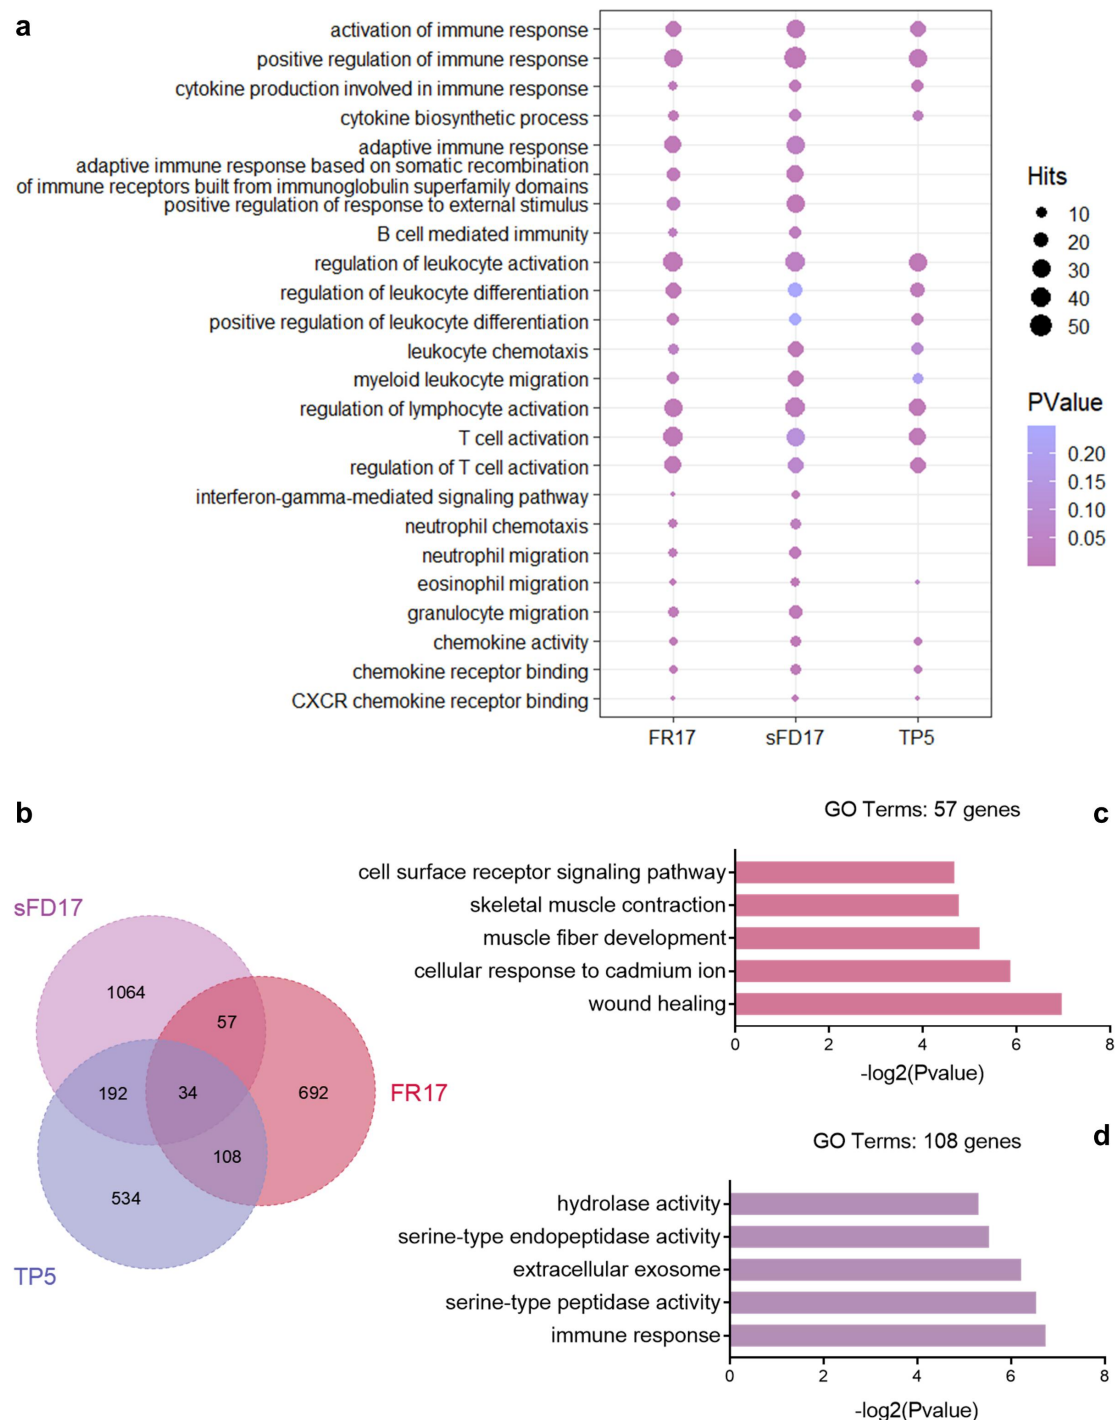 a
activation of immune response
positive regulation of immune response
cytokine production involved in immune response
cytokine biosynthetic process
adaptive immune response
adaptive immune response based on somatic recombination
of immune receptors built from immunoglobulin superfamily domains
positive regulation of response to external stimulus
B cell mediated immunity
regulation of leukocyte activation
regulation of leukocyte differentiation
positive regulation of leukocyte differentiation
leukocyte chemotaxis
myeloid leukocyte migration
regulation of lymphocyte activation
T cell activation
regulation of T cell activation
interferon-gamma-mediated signaling pathway
neutrophil chemotaxis
neutrophil migration
eosinophil migration
granulocyte migration
chemokine activity
chemokine receptor binding
CXCR chemokine receptor binding
FR17 sFD17 TP5
Hits
10
20
30
40
50
PValue
0.20
0.15
0.10
0.05
b
sFD17
1064
57
192
34
692
FR17
108
534
TP5
c
GO Terms: 57 genes
cell surface receptor signaling pathway
skeletal muscle contraction
muscle fiber development
cellular response to cadmium ion
wound healing
0 2 4 6 8
-log2(Pvalue)
d
GO Terms: 108 genes
hydrolase activity
serine-type endopeptidase activity
extracellular exosome
serine-type peptidase activity
immune response
0 2 4 6 8
-log2(Pvalue)